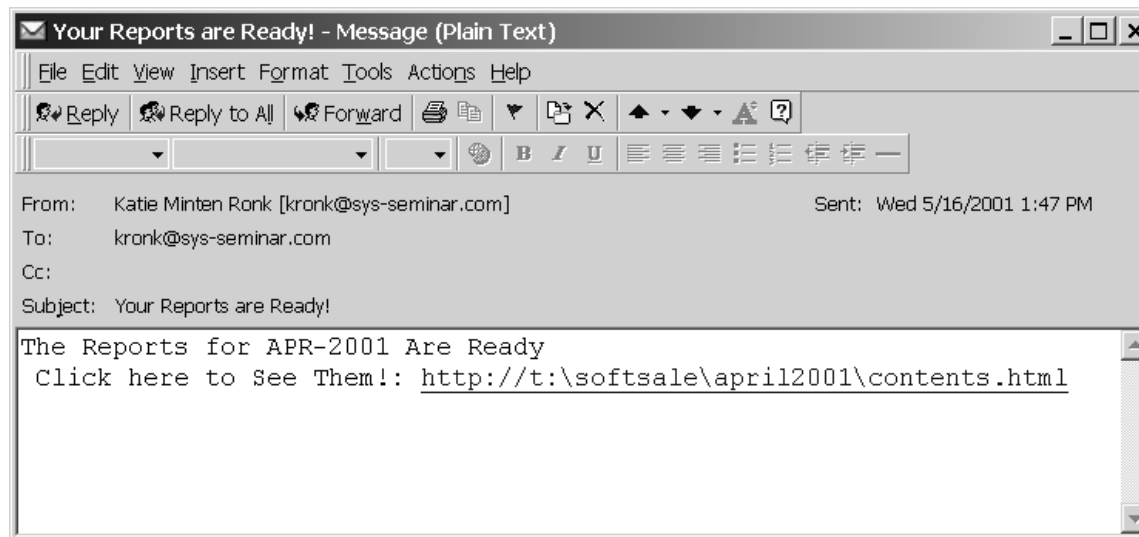 Your Reports are Ready! - Message (Plain Text)
File Edit View Insert Format Tools Actions Help
Reply Reply to All Forward
B I U
From: Katie Minten Ronk [kronk@sys-seminar.com] Sent: Wed 5/16/2001 1:47 PM
To: kronk@sys-seminar.com
Cc:
Subject: Your Reports are Ready!
The Reports for APR-2001 Are Ready
Click here to See Them!: http://t:\softsale\april2001\contents.html